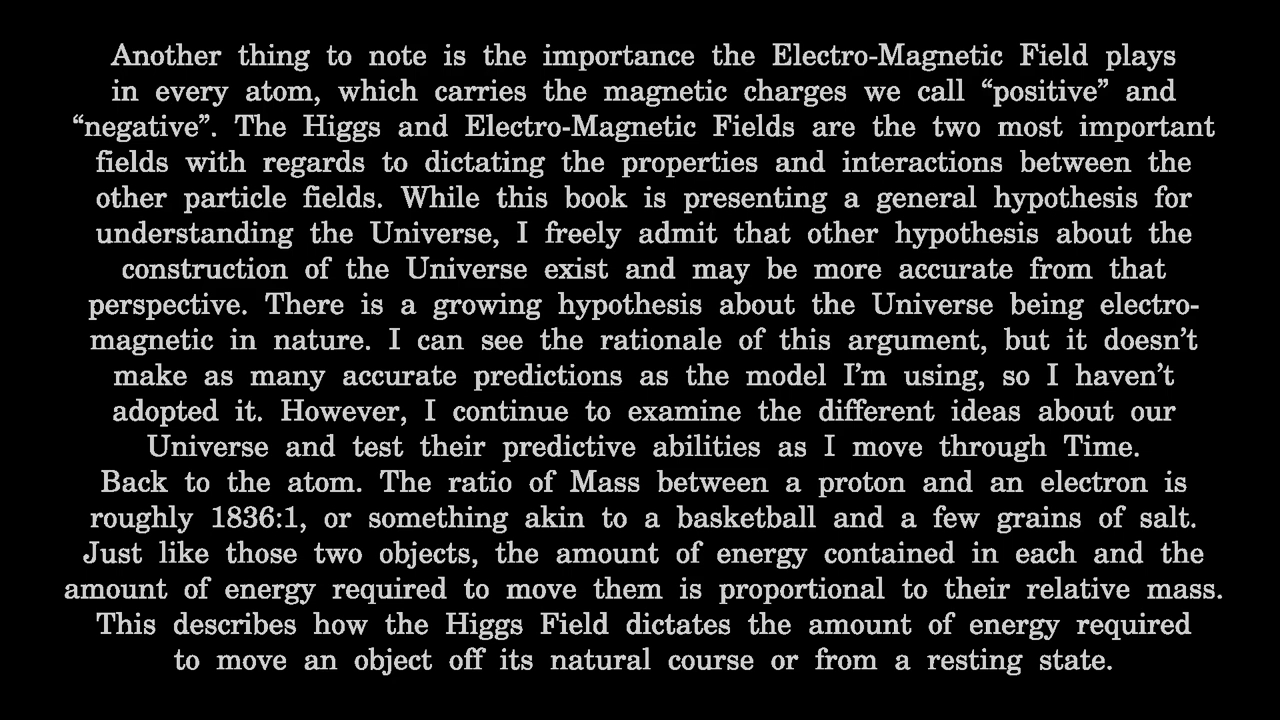 Another thing to note is the importance the Electro-Magnetic Field plays
in every atom, which carries the magnetic charges we call “positive” and
“negative”. The Higgs and Electro-Magnetic Fields are the two most important
fields with regards to dictating the properties and interactions between the
other particle fields. While this book is presenting a general hypothesis for
understanding the Universe, I freely admit that other hypothesis about the
construction of the Universe exist and may be more accurate from that
perspective. There is a growing hypothesis about the Universe being electro-
magnetic in nature. I can see the rationale of this argument, but it doesn’t
make as many accurate predictions as the model I’m using, so I haven’t
adopted it. However, I continue to examine the different ideas about our
Universe and test their predictive abilities as I move through Time.
Back to the atom. The ratio of Mass between a proton and an electron is
roughly 1836:1, or something akin to a basketball and a few grains of salt.
Just like those two objects, the amount of energy contained in each and the
amount of energy required to move them is proportional to their relative mass.
This describes how the Higgs Field dictates the amount of energy required
to move an object off its natural course or from a resting state.